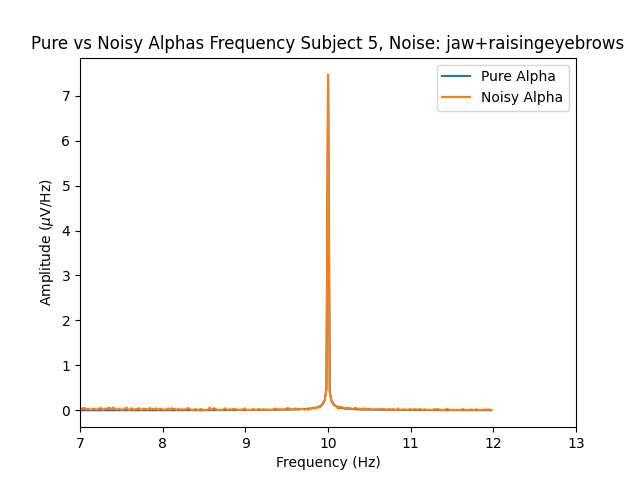 Pure vs Noisy Alphas Frequency Subject 5, Noise: jaw+raisingeyebrows
Pure Alpha
Noisy Alpha
Amplitude (μV/Hz)
7
6
5
4
3
2
1
0
7 8 9 10 11 12 13
Frequency (Hz)